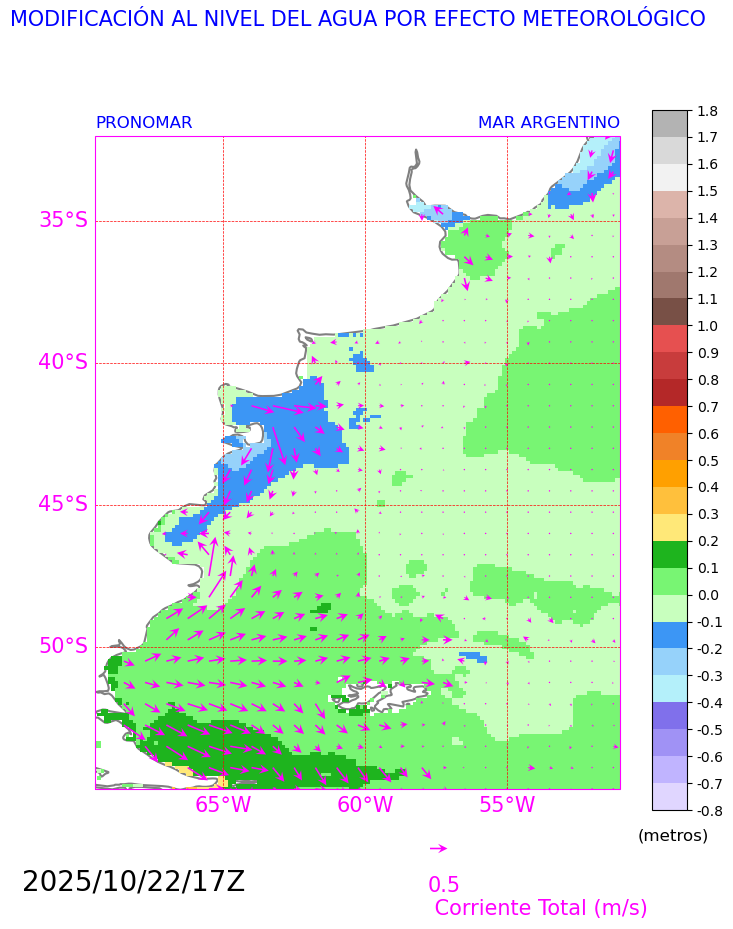 MODIFICACIÓN AL NIVEL DEL AGUA POR EFECTO METEOROLÓGICO
PRONOMAR
MAR ARGENTINO
35°S
40°S
45°S
50°S
65°W
60°W
55°W
1.8
1.7
1.6
1.5
1.4
1.3
1.2
1.1
1.0
0.9
0.8
0.7
0.6
0.5
0.4
0.3
0.2
0.1
0.0
-0.1
-0.2
-0.3
-0.4
-0.5
-0.6
-0.7
-0.8
(metros)
2025/10/22/17Z
0.5
Corriente Total (m/s)